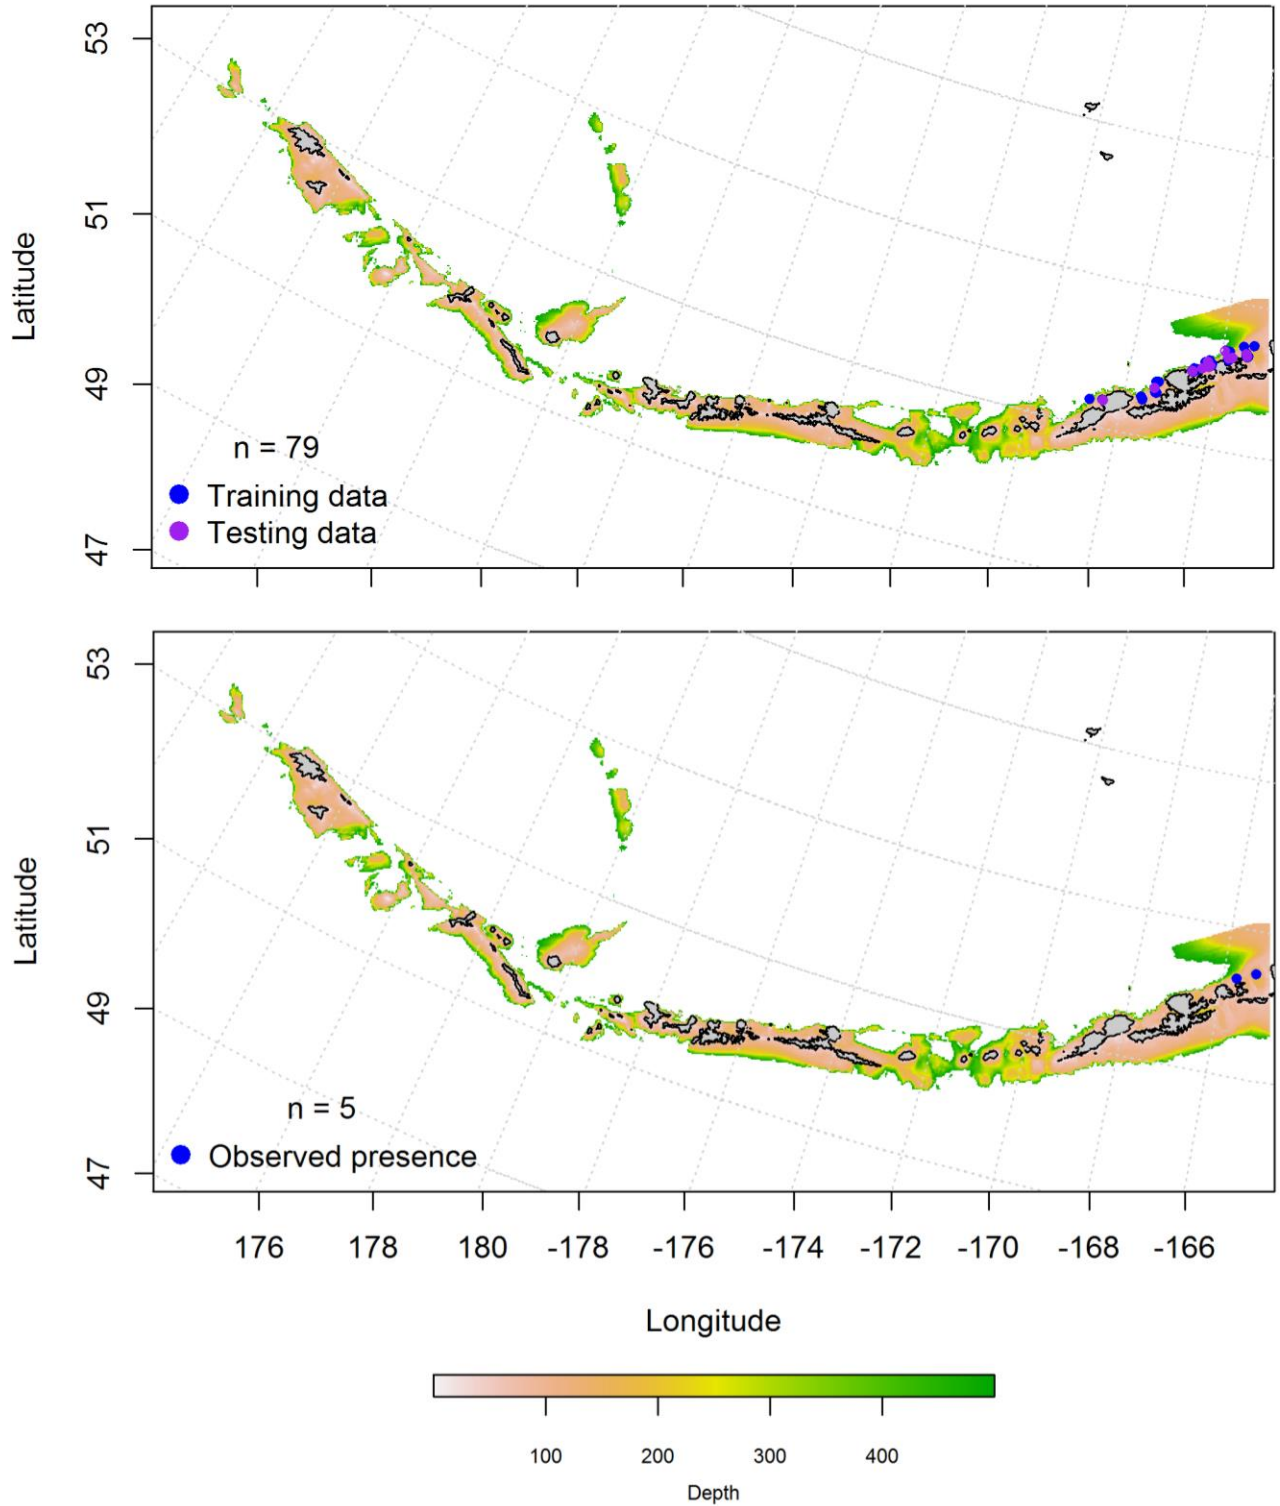 53
51
49
47
Latitude
n = 79
Training data
Testing data
53
51
49
47
Latitude
n = 5
Observed presence
176 178 180 -178 -176 -174 -172 -170 -168 -166
Longitude
100 200 300 400
Depth